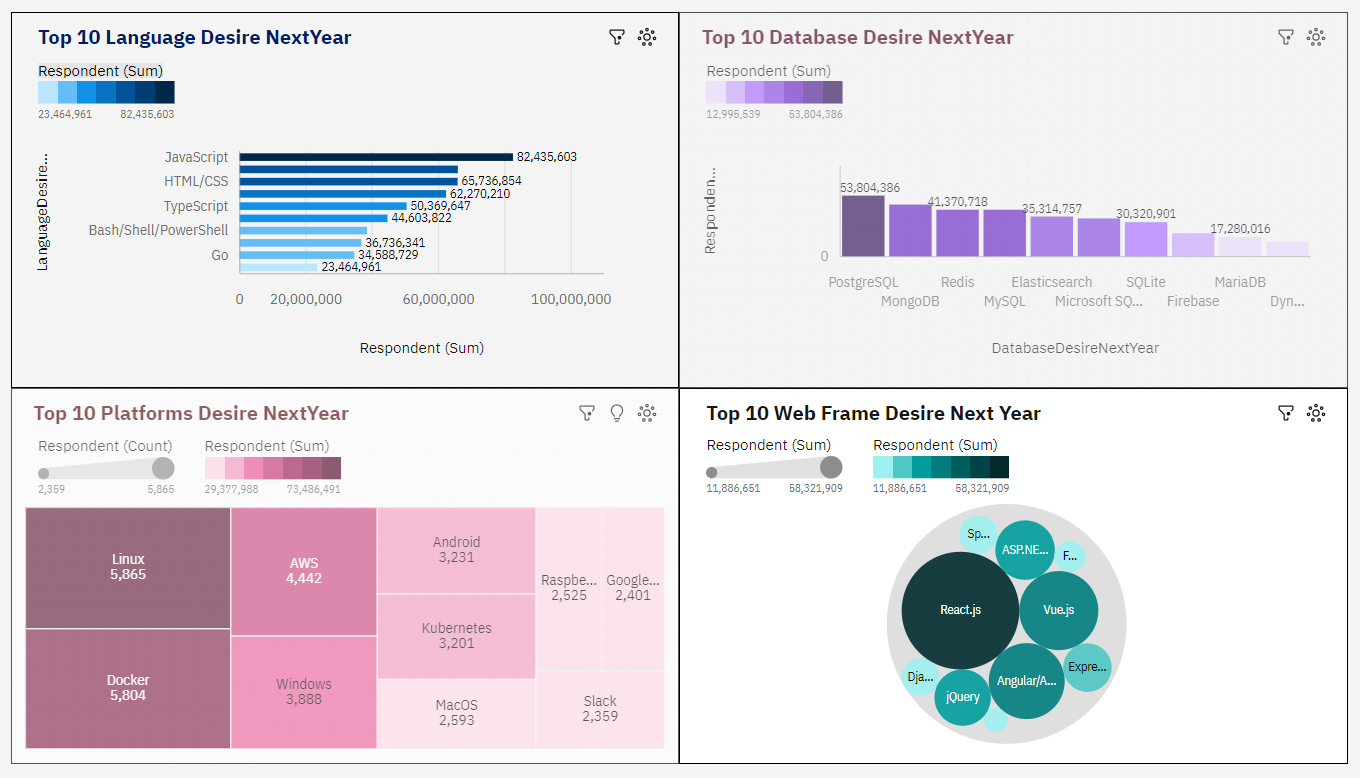 Top 10 Language Desire NextYear
Respondent (Sum)
23,464,961 82,435,603
LanguageDesire...
JavaScript 82,435,603
HTML/CSS 65,736,854
62,270,210
TypeScript 50,369,647
44,603,822
Bash/Shell/PowerShell
36,736,341
Go 34,588,729
23,464,961
0 20,000,000 60,000,000 100,000,000
Respondent (Sum)
Top 10 Database Desire NextYear
Respondent (Sum)
12,995,539 53,804,386
Responden...
53,804,386 41,370,718 35,314,757 30,320,901 17,280,016
0
PostgreSQL Redis Elasticsearch SQLite MariaDB
MongoDB MySQL Microsoft SQ... Firebase Dyn...
DatabaseDesireNextYear
Top 10 Platforms Desire NextYear
Respondent (Count) Respondent (Sum)
2,359 5,865 29,377,988 73,486,491
Linux
5,865
Docker
5,804
AWS
4,442
Windows
3,888
Android
3,231
Kubernetes
3,201
MacOS
2,593
Raspbe...
2,525
Google...
2,401
Slack
2,359
Top 10 Web Frame Desire Next Year
Respondent (Sum) Respondent (Sum)
11,886,651 58,321,909 11,886,651 58,321,909
Sp...
ASP.NE...
F...
React.js
Vue.js
Expre...
Dja...
Angular/A...
jQuery